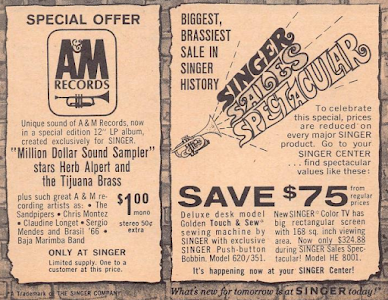 SPECIAL OFFER
A&M
RECORDS
Unique sound of A & M Records, now
in a special edition 12" LP album,
created exclusively for SINGER.
"Million Dollar Sound Sampler"
stars Herb Alpert and
the Tijuana Brass
plus such great A & M re-
cording artists as: • The
Sandpipers • Chris Montez
• Claudine Longet • Sergio
Mendes and Brasil '66 •
Baja Marimba Band
$1.00
mono
stereo 50¢
extra
ONLY AT SINGER
Limited supply. One to a
customer at this price.
*A Trademark of THE SINGER COMPANY
BIGGEST,
BRASSIEST
SALE IN
SINGER
HISTORY
SINGER
SALES
SPECTACULAR
To celebrate
this special, prices
are reduced on
every major SINGER
product. Go to your
SINGER CENTER
... find spectacular
values like these:
SAVE $75 from
regular
prices
Deluxe desk model
Golden Touch & Sew*
sewing machine by
SINGER with exclusive
SINGER Push-button
Bobbin. Model 620/351.
New SINGER* Color TV has
big rectangular screen
with 168 sq. inch viewing
area. Now only $324.88
during SINGER Sales Spec-
tacular! Model HE 8001.
It's happening now at your SINGER Center!
What's new for tomorrow is at SINGER today!*